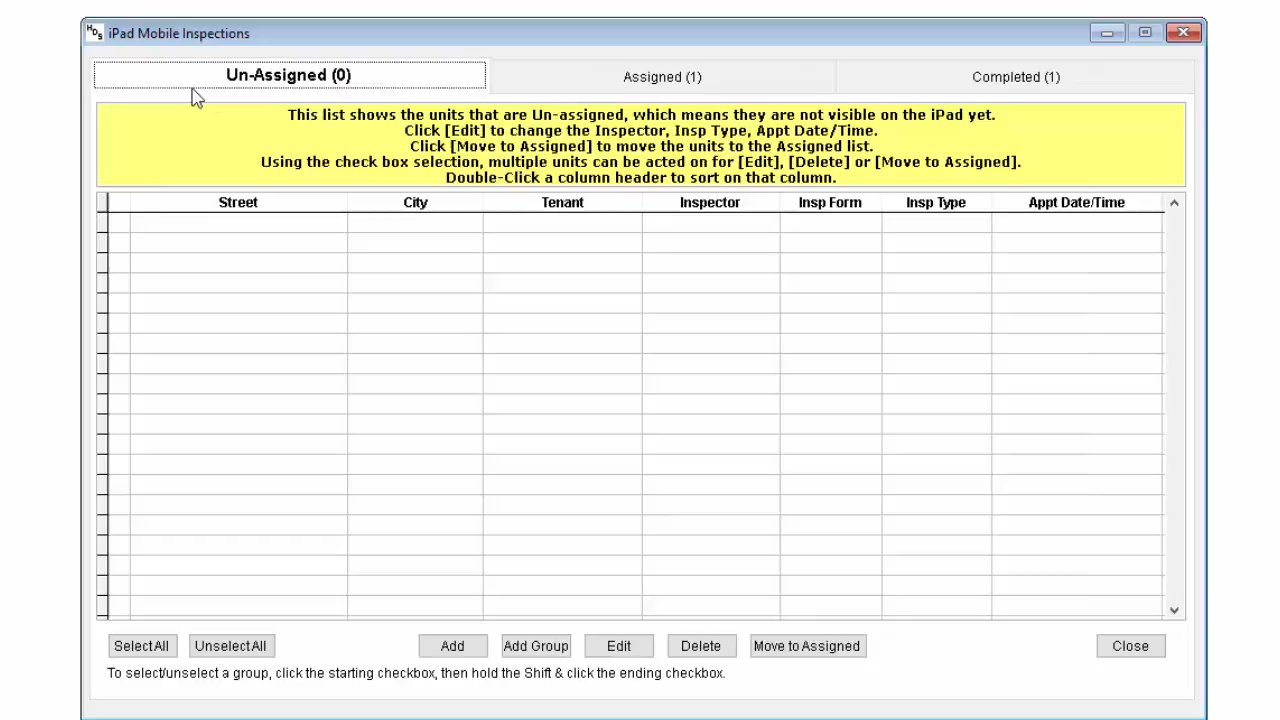 HDS iPad Mobile Inspections
Un-Assigned (0) Assigned (1) Completed (1)
This list shows the units that are Un-assigned, which means they are not visible on the iPad yet.
Click [Edit] to change the Inspector, Insp Type, Appt Date/Time.
Click [Move to Assigned] to move the units to the Assigned list.
Using the check box selection, multiple units can be acted on for [Edit], [Delete] or [Move to Assigned].
Double-Click a column header to sort on that column.
Street City Tenant Inspector Insp Form Insp Type Appt Date/Time
Select All Unselect All Add Add Group Edit Delete Move to Assigned Close
To select/unselect a group, click the starting checkbox, then hold the Shift & click the ending checkbox.